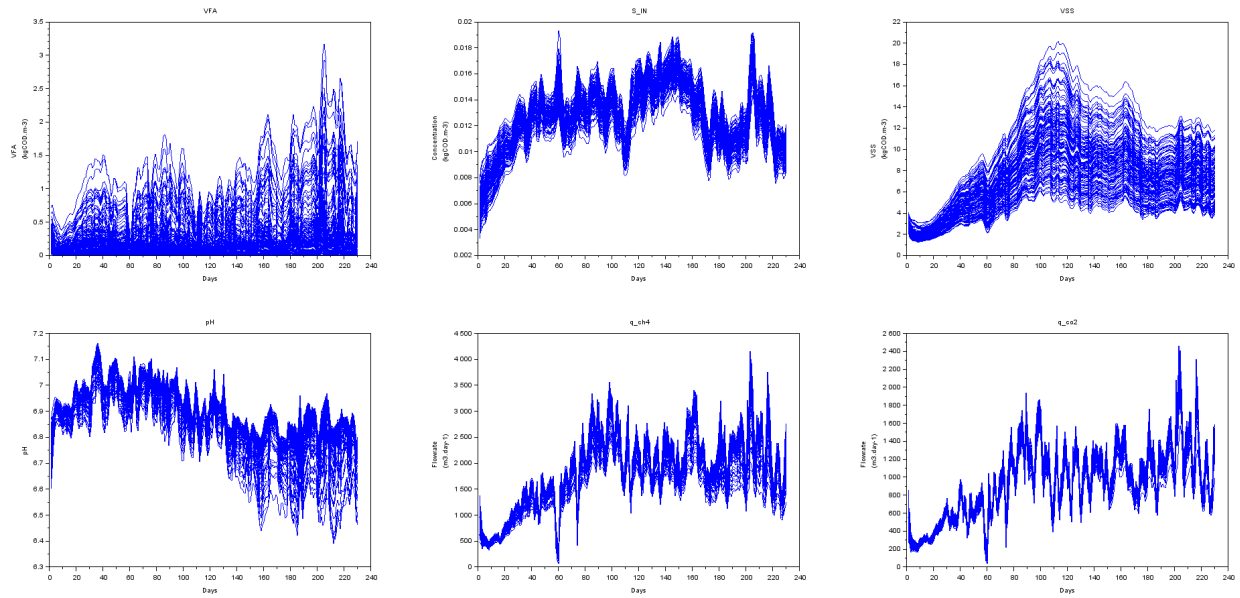 VFA
3.5
3
2.5
2
1.5
1
0.5
0
VFA
(kgCOD.m-3)
0 20 40 60 80 100 120 140 160 180 200 220 240
Days
S_IN
0.02
0.018
0.016
0.014
0.012
0.01
0.008
0.006
0.004
0.002
Concentration
(kgCOD.m-3)
0 20 40 60 80 100 120 140 160 180 200 220 240
Days
VSS
22
20
18
16
14
12
10
8
6
4
2
0
VSS
(kgCOD.m-3)
0 20 40 60 80 100 120 140 160 180 200 220 240
Days
pH
7.2
7.1
7
6.9
6.8
6.7
6.6
6.5
6.4
6.3
pH
0 20 40 60 80 100 120 140 160 180 200 220 240
Days
q_ch4
4 500
4 000
3 500
3 000
2 500
2 000
1 500
1 000
500
0
Flowrate
(m3.day-1)
0 20 40 60 80 100 120 140 160 180 200 220 240
Days
q_co2
2 600
2 400
2 200
2 000
1 800
1 600
1 400
1 200
1 000
800
600
400
200
0
Flowrate
(m3.day-1)
0 20 40 60 80 100 120 140 160 180 200 220 240
Days